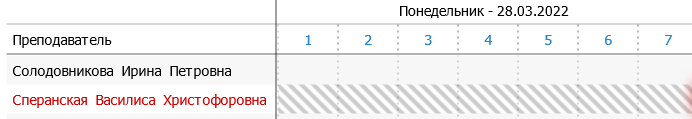 Понедельник - 28.03.2022
Преподаватель 1 2 3 4 5 6 7
Солодовникова Ирина Петровна
Сперанская Василиса Христофоровна